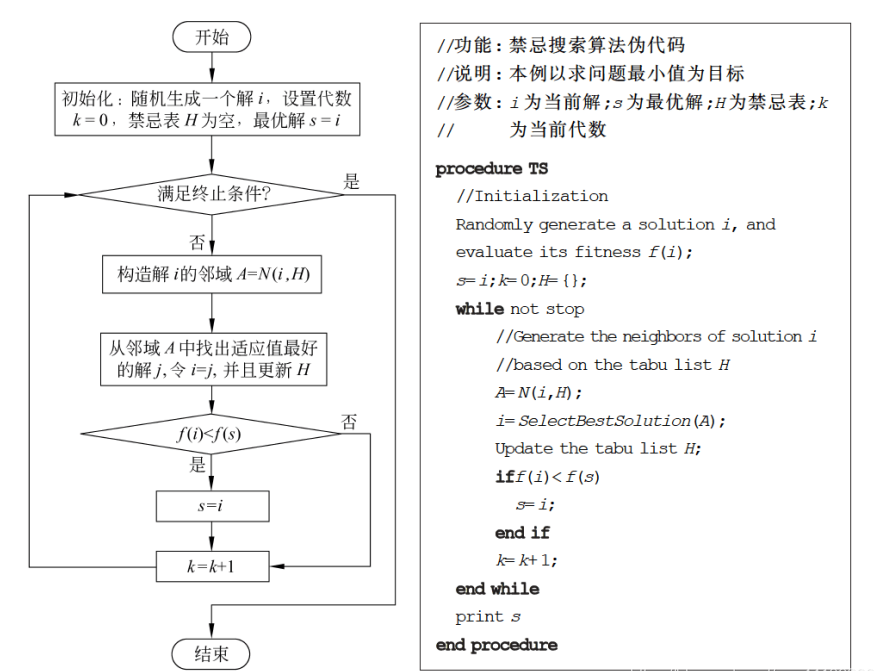 开始
初始化：随机生成一个解 i，设置代数
k = 0，禁忌表 H 为空，最优解 s = i
满足终止条件?
是
否
构造解 i的邻域 A=N(i,H)
从邻域 A 中找出适应值最好
的解 j,令 i=j, 并且更新 H
f(i)<f(s)
否
是
s=i
k=k+1
结束
//功能:禁忌搜索算法伪代码
//说明:本例以求问题最小值为目标
//参数:i为当前解;s为最优解;H为禁忌表;k
// 为当前代数
procedure TS
//Initialization
Randomly generate a solution i, and
evaluate its fitness f(i);
s=i;k=0;H={};
while not stop
//Generate the neighbors of solution i
//based on the tabu list H
A=N(i,H);
i=SelectBestSolution(A);
Update the tabu list H;
if f(i)<f(s)
s=i;
end if
k=k+1;
end while
print s
end procedure